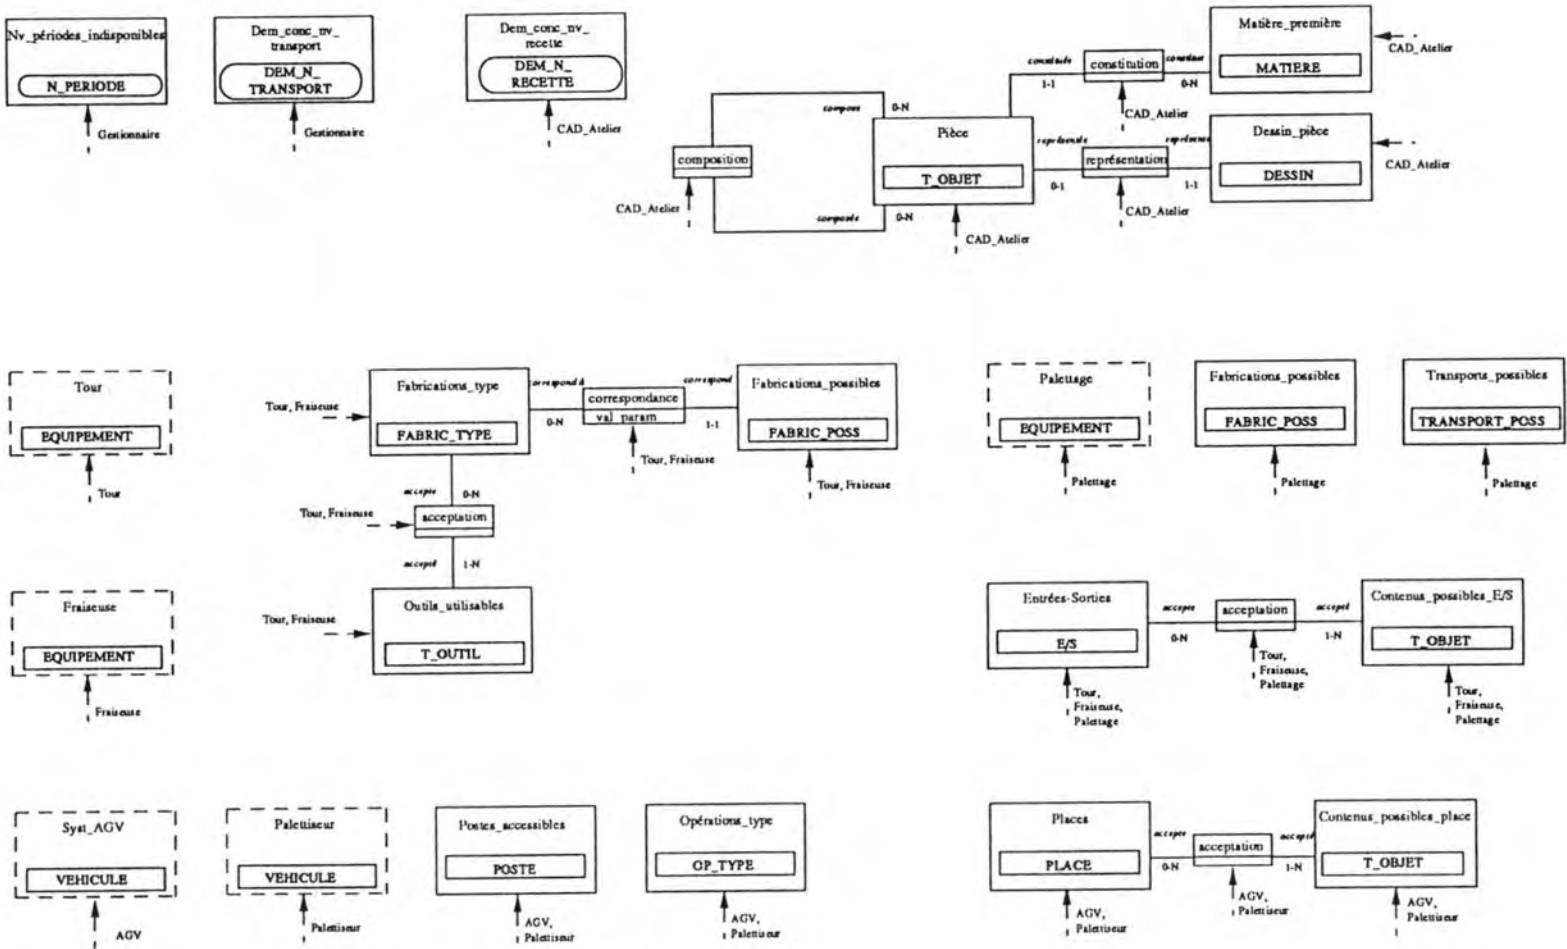 Nv_périodes_indisponibles
N_PERIODE
Gestionnaire
Dem_conc_nv_
transport
DEM_N_
TRANSPORT
Gestionnaire
Dem_conc_nv_
recette
DEM_N_
RECETTE
CAD_Atelier
composition
CAD_Atelier
compose
0-N
composée
0-N
Pièce
T_OBJET
CAD_Atelier
constituée
1-1
constitution
constitue
0-N
CAD_Atelier
Matière_première
MATIERE
CAD_Atelier
représentée
0-1
représentation
représente
1-1
CAD_Atelier
Dessin_pièce
DESSIN
CAD_Atelier
Tour
EQUIPEMENT
Tour
Tour, Fraiseuse
Fabrications_type
FABRIC_TYPE
correspond à
0-N
correspondance
val_param
Tour, Fraiseuse
correspond
1-1
Fabrications_possibles
FABRIC_POSS
Tour, Fraiseuse
Palettage
EQUIPEMENT
Palettage
Fabrications_possibles
FABRIC_POSS
Palettage
Transports_possibles
TRANSPORT_POSS
Palettage
accepte
0-N
Tour, Fraiseuse
acceptation
accepté
1-N
Fraiseuse
EQUIPEMENT
Fraiseuse
Tour, Fraiseuse
Outils_utilisables
T_OUTIL
Entrées-Sorties
E/S
Tour,
Fraiseuse,
Palettage
accepte
0-N
acceptation
Tour,
Fraiseuse,
Palettage
accepté
1-N
Contenus_possibles_E/S
T_OBJET
Tour,
Fraiseuse,
Palettage
Syst_AGV
VEHICULE
AGV
Palettiseur
VEHICULE
Palettiseur
Postes_accessibles
POSTE
AGV,
Palettiseur
Opérations_type
OP_TYPE
AGV,
Palettiseur
Places
PLACE
AGV,
Palettiseur
accepte
0-N
acceptation
AGV,
Palettiseur
accepté
1-N
Contenus_possibles_place
T_OBJET
AGV,
Palettiseur